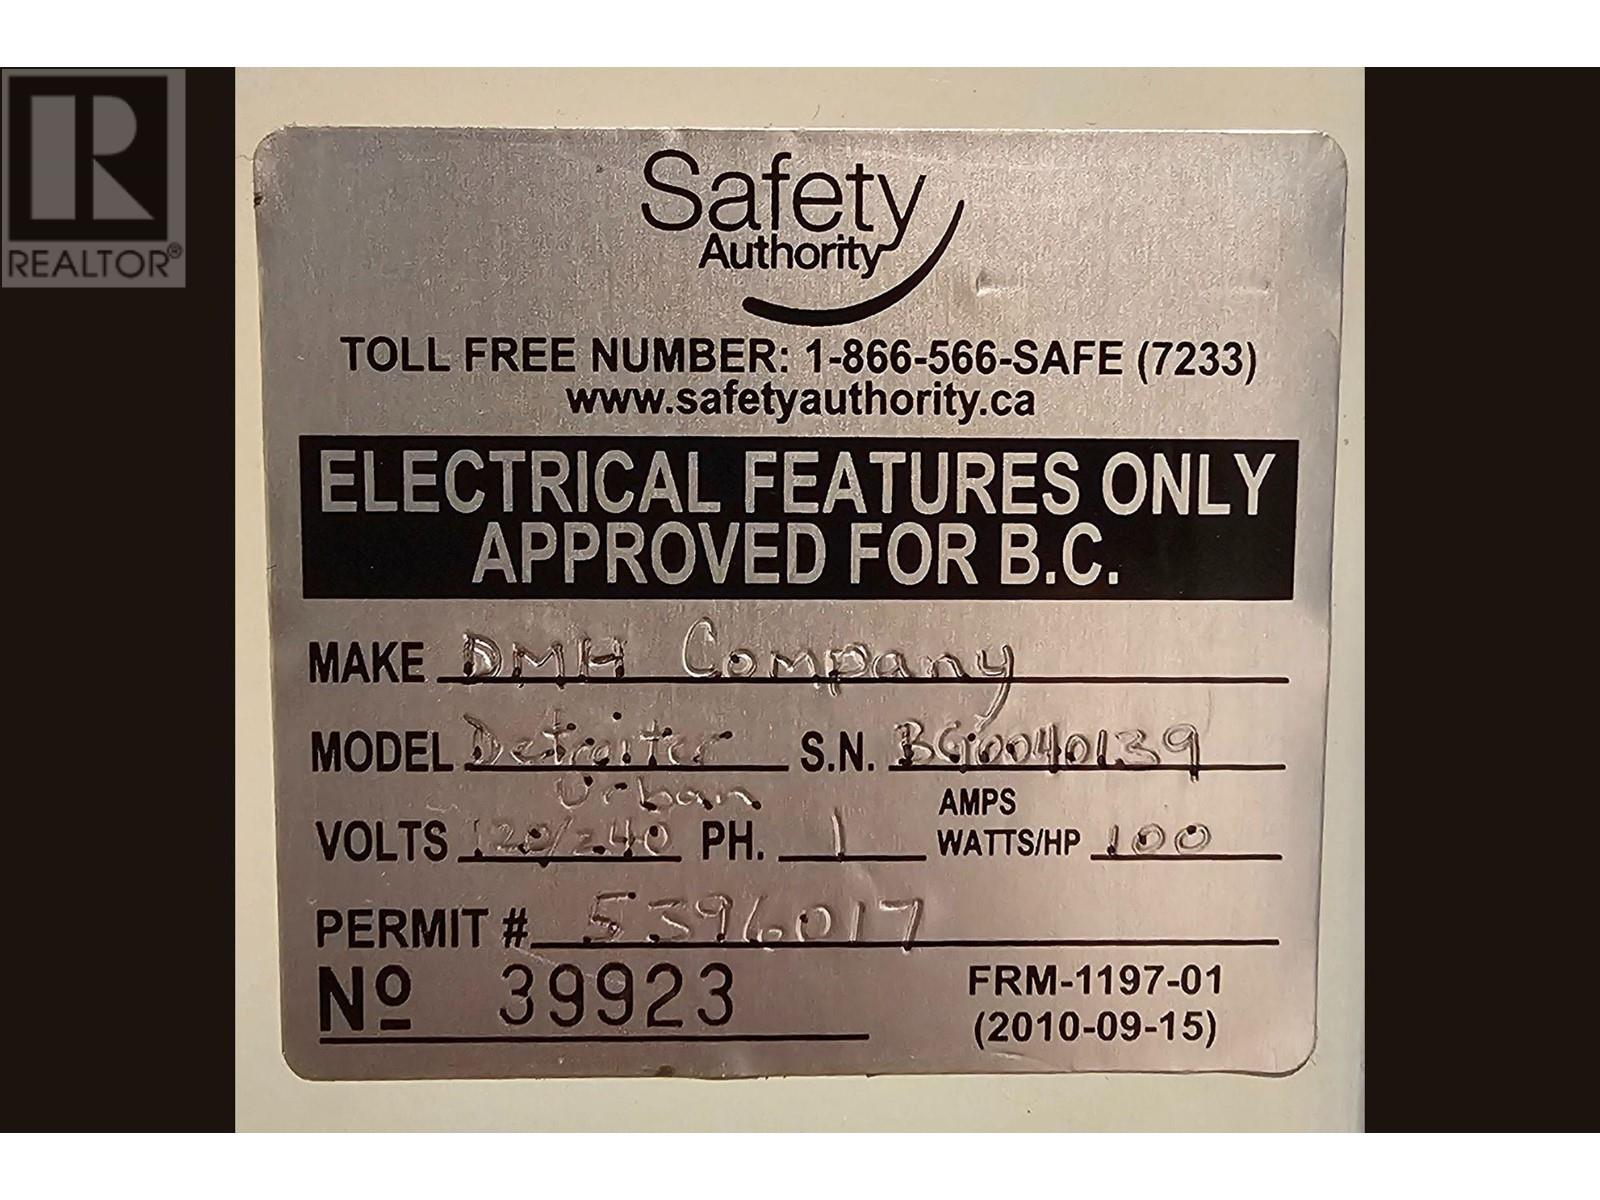 REALTOR®
Safety
Authority
TOLL FREE NUMBER: 1-866-566-SAFE (7233)
www.safetyauthority.ca
ELECTRICAL FEATURES ONLY
APPROVED FOR B.C.
MAKE DMH Company
MODEL Detroiter S.N.
Urban
AMPS
VOLTS 120/240 PH. 1 WATTS/HP 100
PERMIT # 5396017
Nº 39923
FRM-1197-01
(2010-09-15)